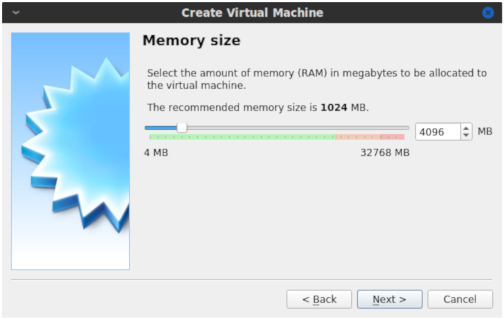 Create Virtual Machine
Memory size
Select the amount of memory (RAM) in megabytes to be allocated to
the virtual machine.
The recommended memory size is 1024 MB.
4096 MB
4 MB 32768 MB
< Back Next > Cancel